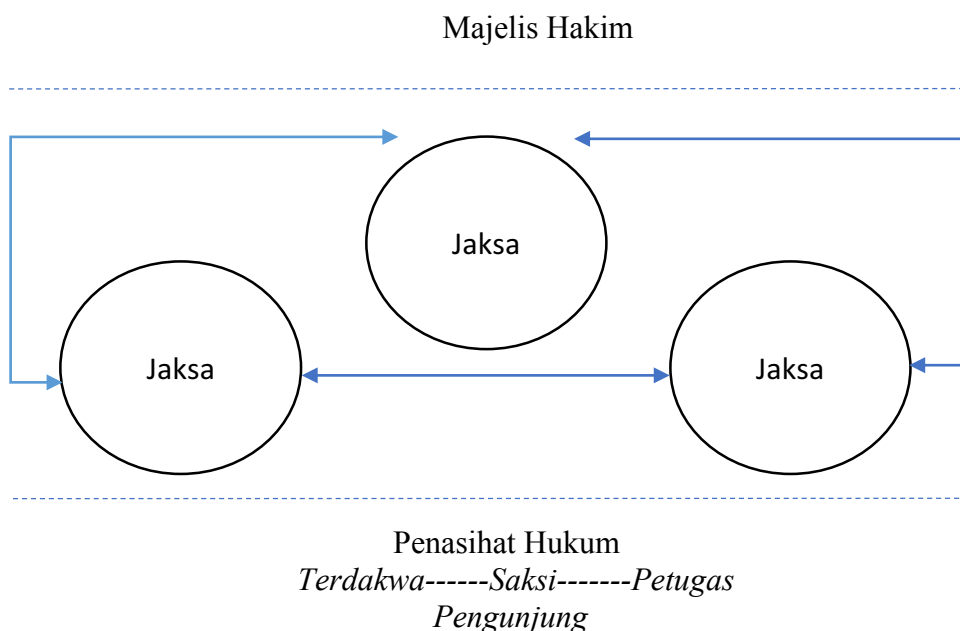 Majelis Hakim
Jaksa
Jaksa
Jaksa
Penasihat Hukum
Terdakwa------Saksi-------Petugas
Pengunjung